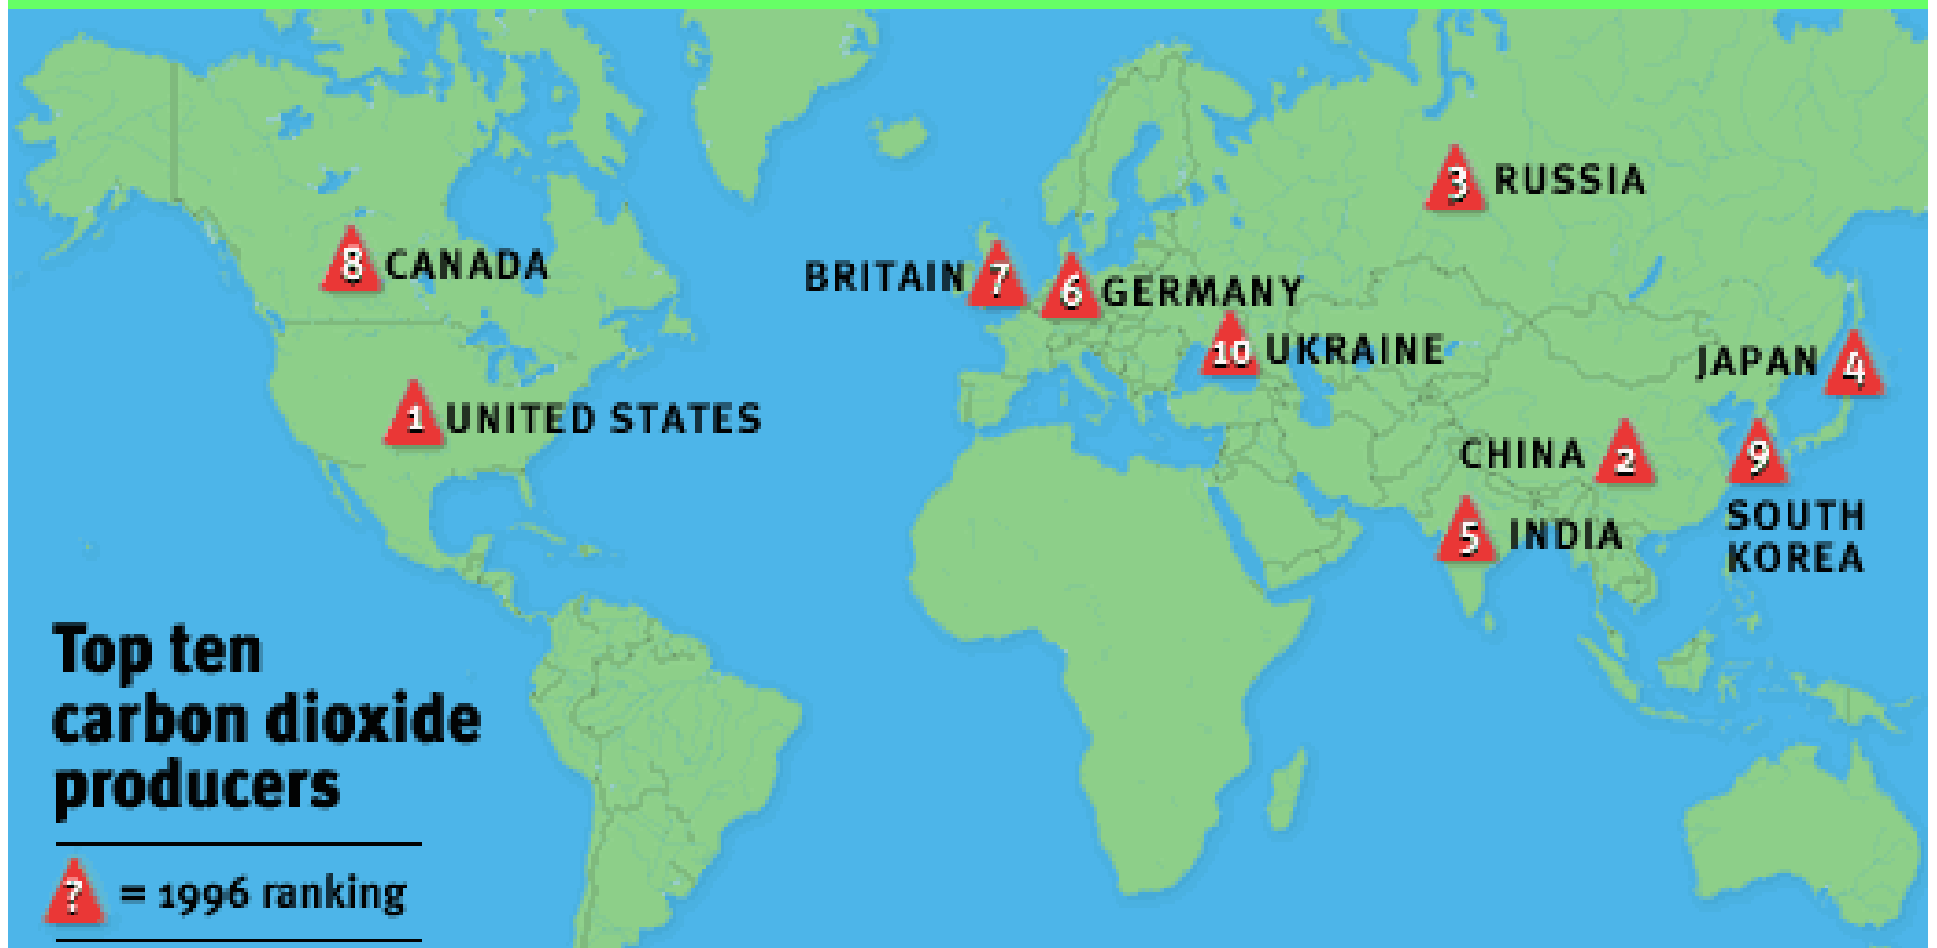 3 RUSSIA
8 CANADA
BRITAIN 7
6 GERMANY
10 UKRAINE
JAPAN 4
1 UNITED STATES
CHINA 2
9
SOUTH
KOREA
5 INDIA
Top ten
carbon dioxide
producers
? = 1996 ranking